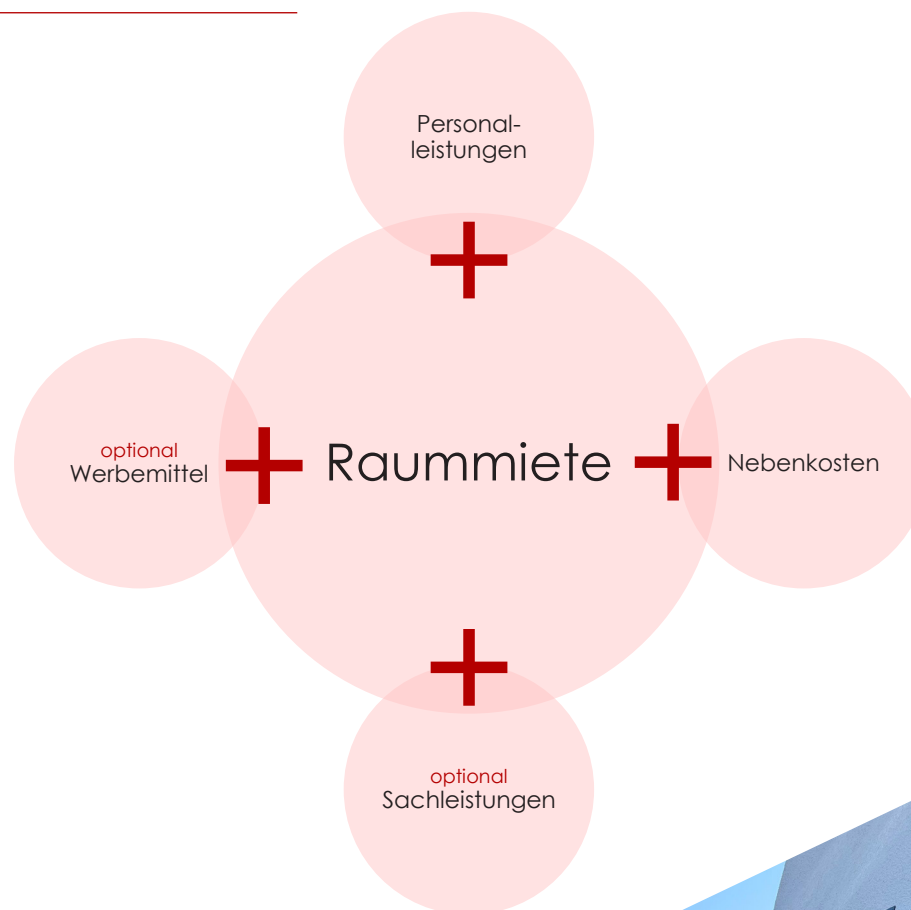 Personal-
leistungen
optional
Werbemittel
Raummiete
Nebenkosten
optional
Sachleistungen